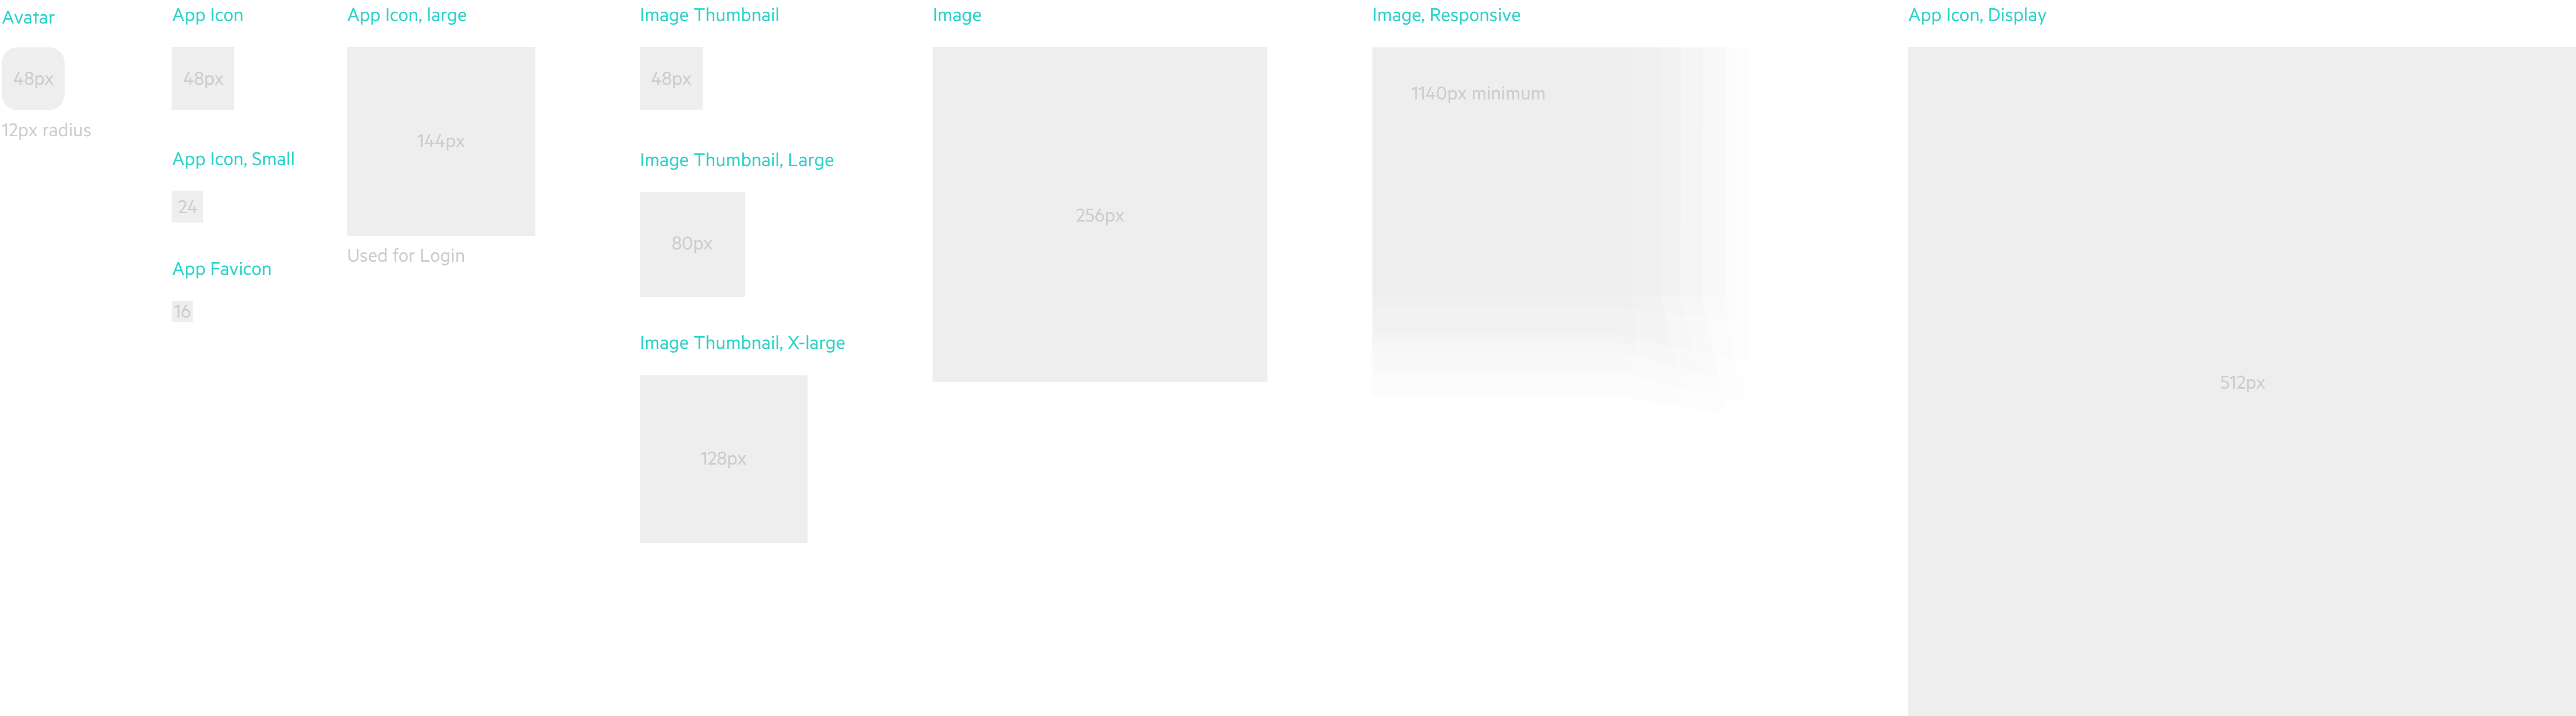 Avatar
48px
12px radius
App Icon
48px
App Icon, Small
24
App Favicon
16
App Icon, large
144px
Used for Login
Image Thumbnail
48px
Image Thumbnail, Large
80px
Image Thumbnail, X-large
128px
Image
256px
Image, Responsive
1140px minimum
App Icon, Display
512px